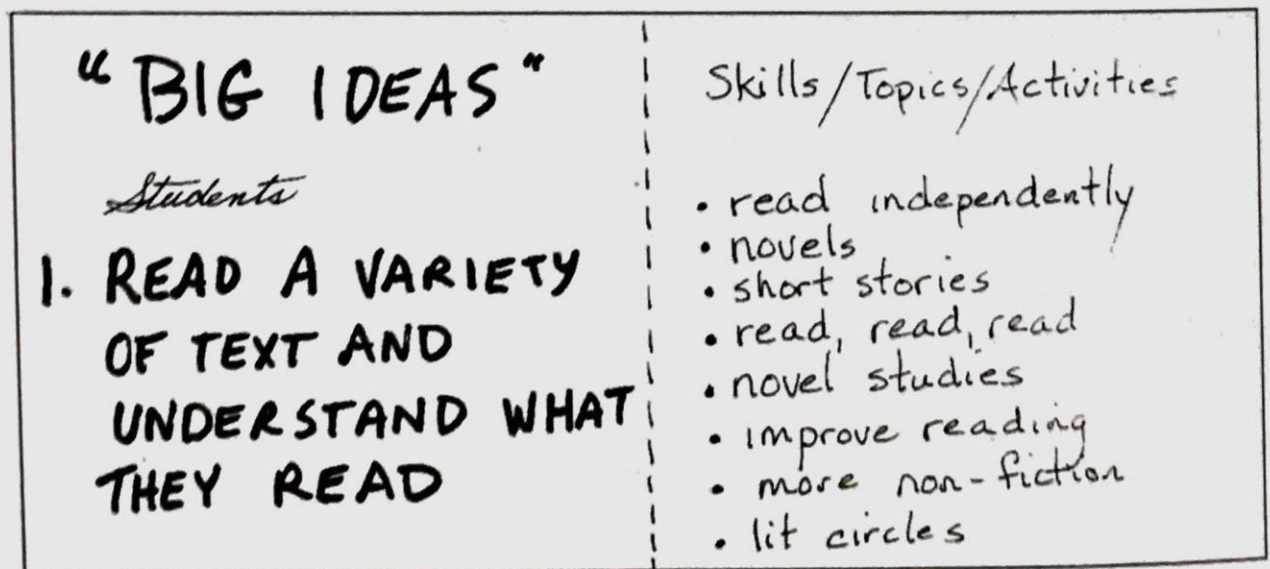 "BIG IDEAS"
Students
1. READ A VARIETY
OF TEXT AND
UNDERSTAND WHAT
THEY READ
Skills/Topics/Activities
• read independently
• novels
• short stories
• read, read, read
• novel studies
• improve reading
• more non-fiction
• lit circles